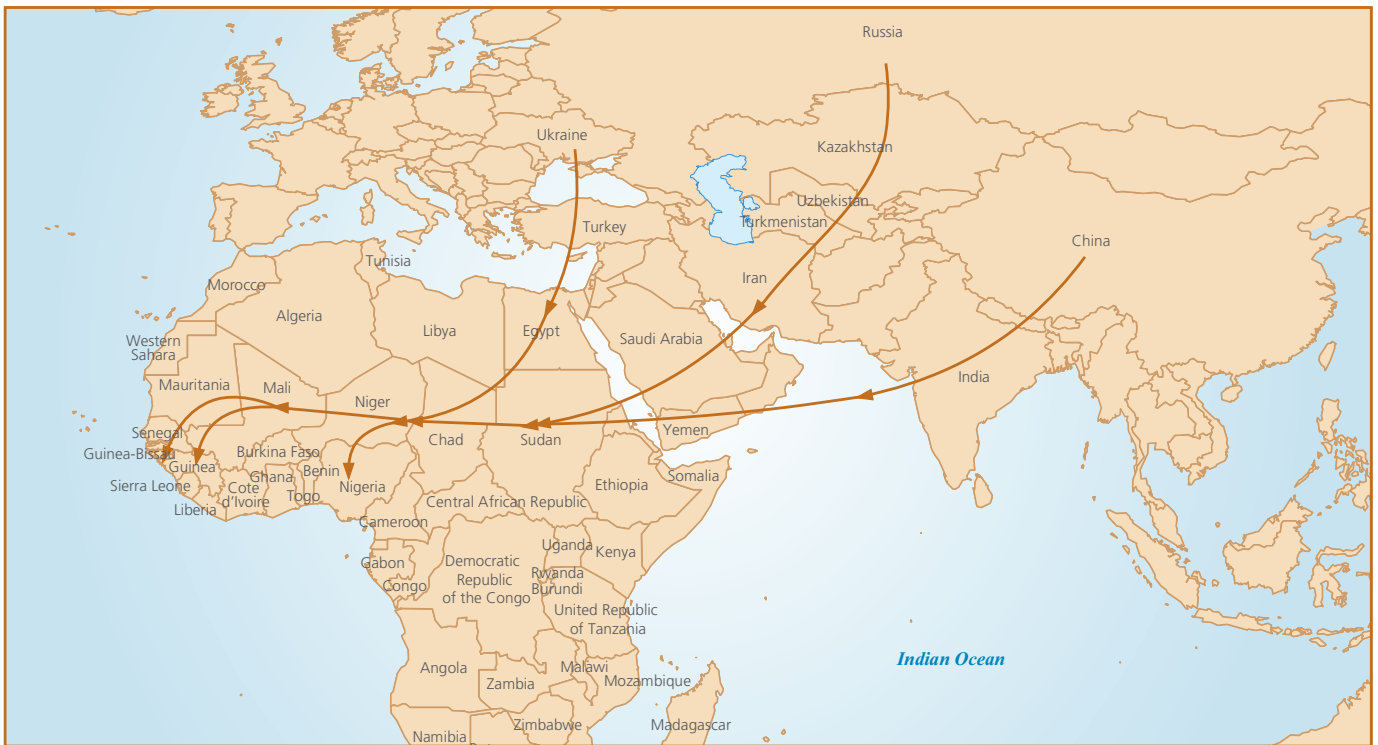 Russia
Ukraine
Kazakhstan
Uzbekistan
Turkmenistan
Turkey
China
Tunisia
Iran
Morocco
Algeria
Libya
Egypt
Saudi Arabia
Western
Sahara
India
Mauritania
Mali
Niger
Chad
Sudan
Yemen
Senegal
Guinea-Bissau
Guinea
Burkina Faso
Ghana
Benin
Togo
Nigeria
Sierra Leone
Cote
d'Ivoire
Liberia
Ethiopia
Somalia
Central African Republic
Cameroon
Uganda
Kenya
Gabon
Congo
Democratic
Republic
of the Congo
Rwanda
Burundi
United Republic
of Tanzania
Indian Ocean
Angola
Malawi
Zambia
Mozambique
Zimbabwe
Madagascar
Namibia